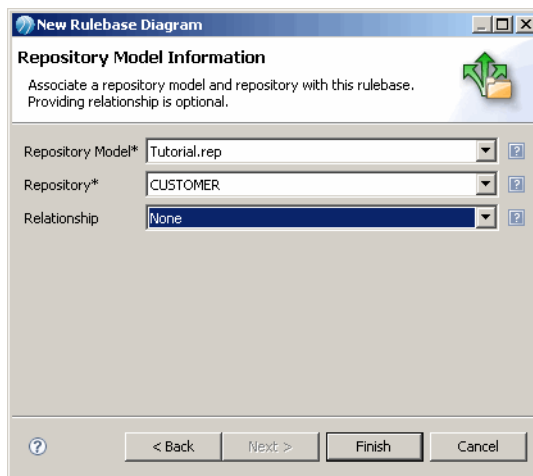 New Rulebase Diagram
Repository Model Information
Associate a repository model and repository with this rulebase.
Providing relationship is optional.
Repository Model* Tutorial.rep
Repository* CUSTOMER
Relationship None
? < Back Next > Finish Cancel